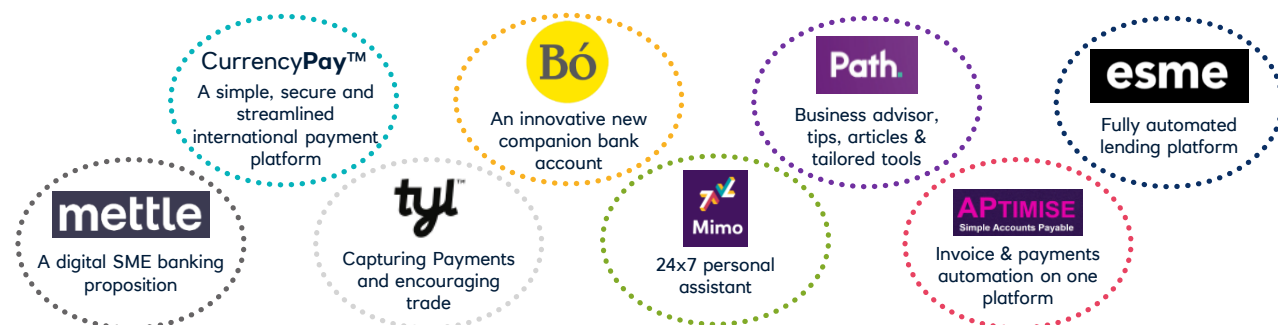 CurrencyPay™
A simple, secure and
streamlined
international payment
platform
Bó
An innovative new
companion bank
account
Path.
Business advisor,
tips, articles &
tailored tools
esme
Fully automated
lending platform
mettle
A digital SME banking
proposition
tyl™
Capturing Payments
and encouraging
trade
Mimo
24x7 personal
assistant
APTIMISE
Simple Accounts Payable
Invoice & payments
automation on one
platform